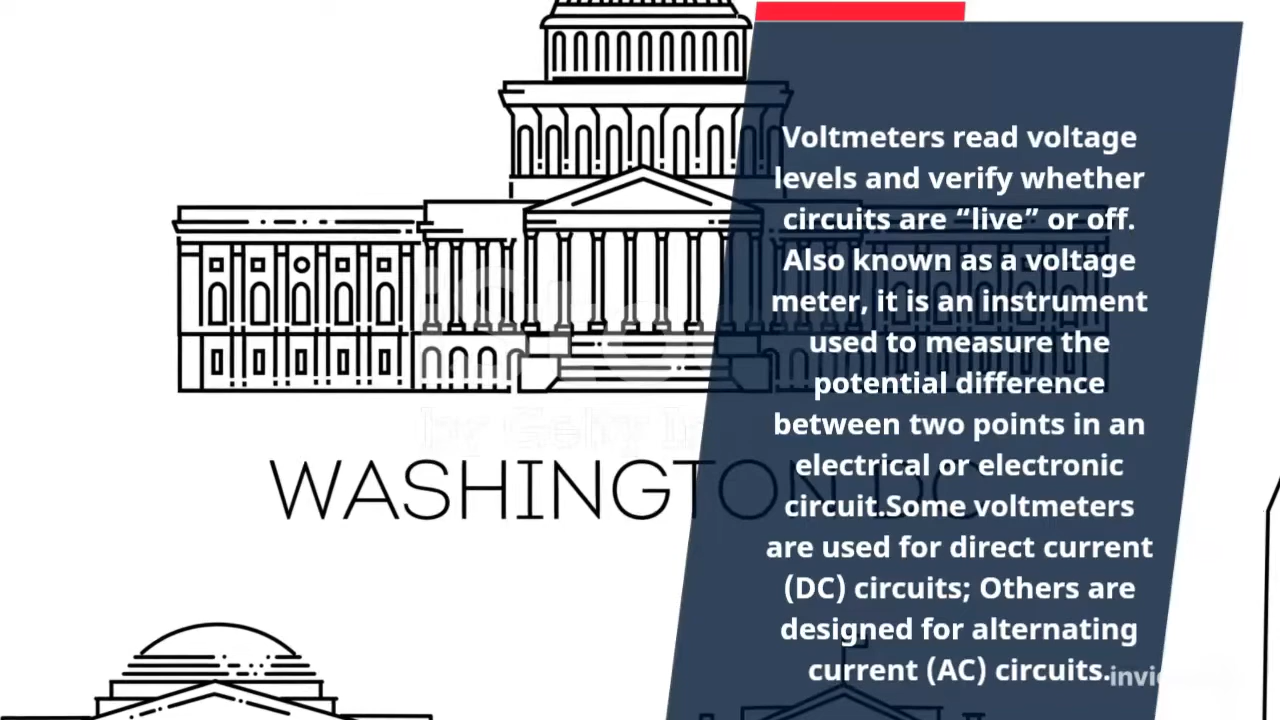 Voltmeters read voltage
levels and verify whether
circuits are “live” or off.
Also known as a voltage
meter, it is an instrument
used to measure the
potential difference
between two points in an
electrical or electronic
circuit.Some voltmeters
are used for direct current
(DC) circuits; Others are
designed for alternating
current (AC) circuits.
WASHINGTON DC